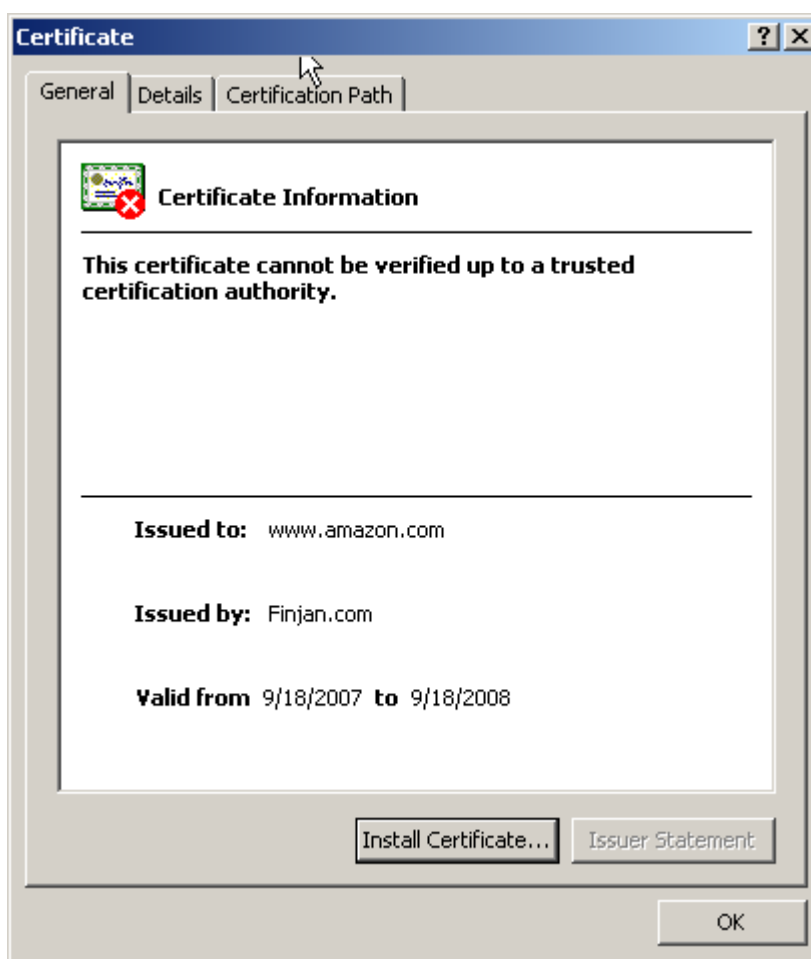 Certificate
General Details Certification Path
Certificate Information
This certificate cannot be verified up to a trusted
certification authority.
Issued to: www.amazon.com
Issued by: Finjan.com
Valid from 9/18/2007 to 9/18/2008
Install Certificate... Issuer Statement
OK